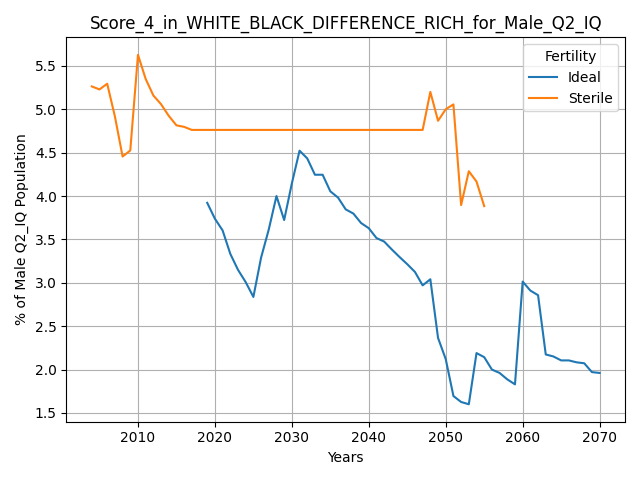 Score_4_in_WHITE_BLACK_DIFFERENCE_RICH_for_Male_Q2_IQ
Fertility
Ideal
Sterile
% of Male Q2_IQ Population
5.5
5.0
4.5
4.0
3.5
3.0
2.5
2.0
1.5
2010 2020 2030 2040 2050 2060 2070
Years